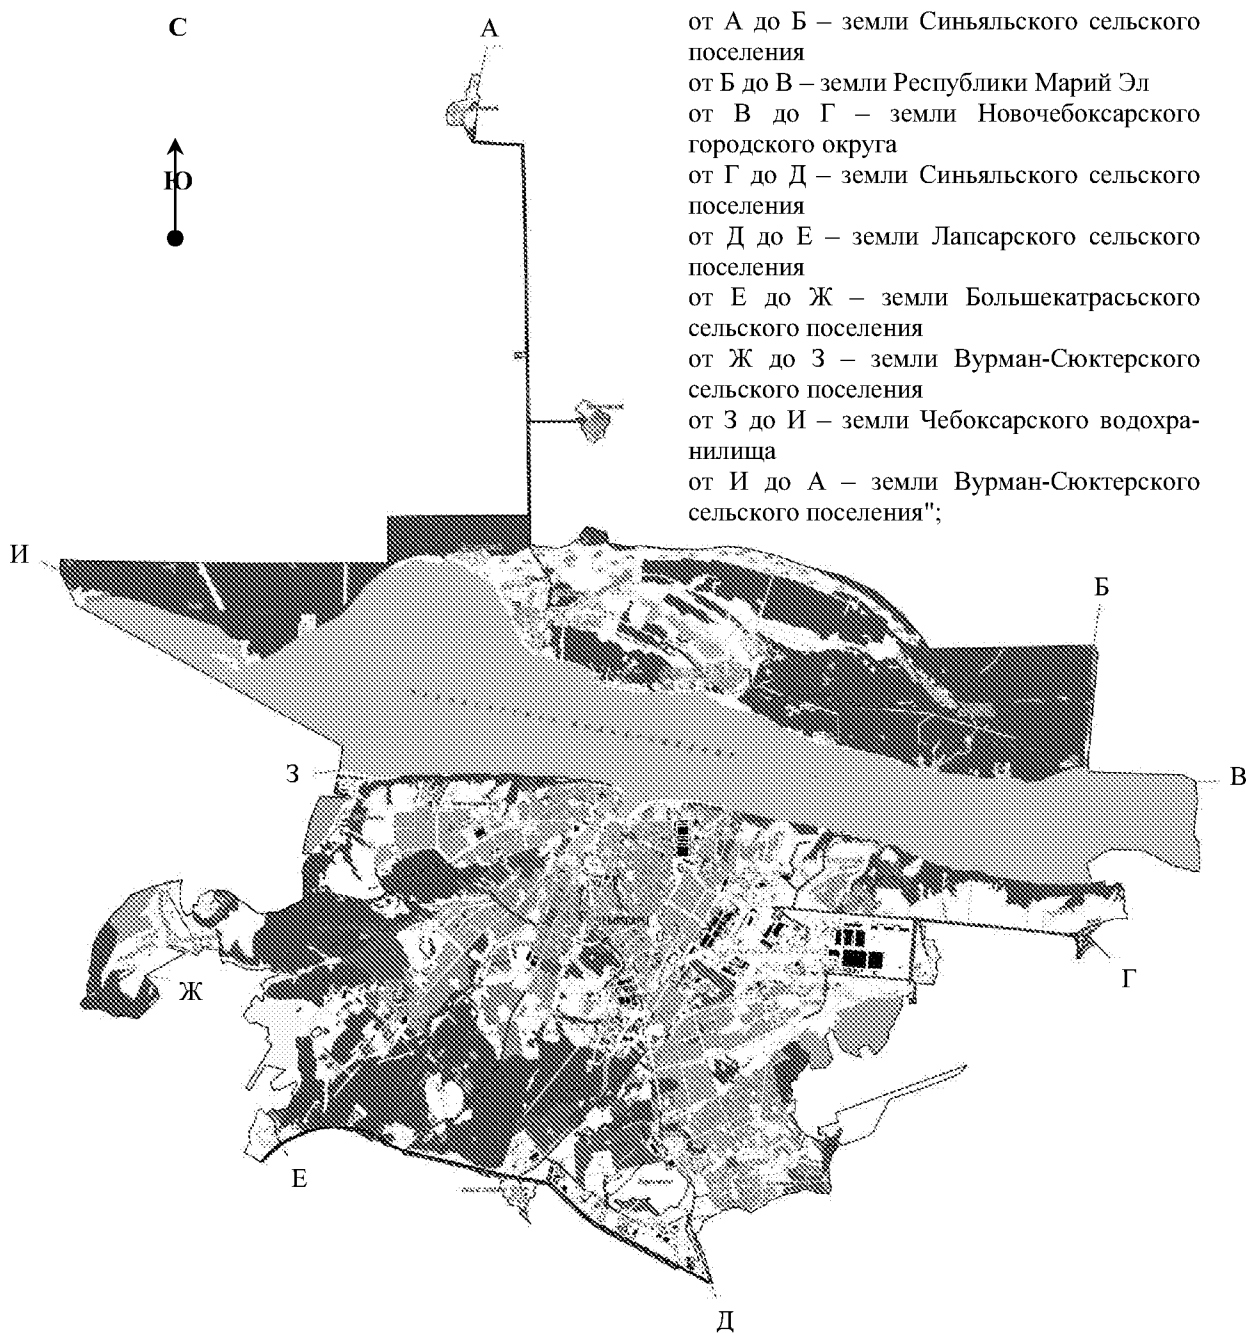 С
А
от А до Б – земли Синьяльского сельского
поселения
от Б до В – земли Республики Марий Эл
от В до Г – земли Новочебоксарского
городского округа
от Г до Д – земли Синьяльского сельского
поселения
от Д до Е – земли Лапсарского сельского
поселения
от Е до Ж – земли Большекатрасьского
сельского поселения
от Ж до З – земли Вурман-Сюктерского
сельского поселения
от З до И – земли Чебоксарского водохра-
нилища
от И до А – земли Вурман-Сюктерского
сельского поселения";
Ю
И
Б
З
В
Г
Ж
Е
Д